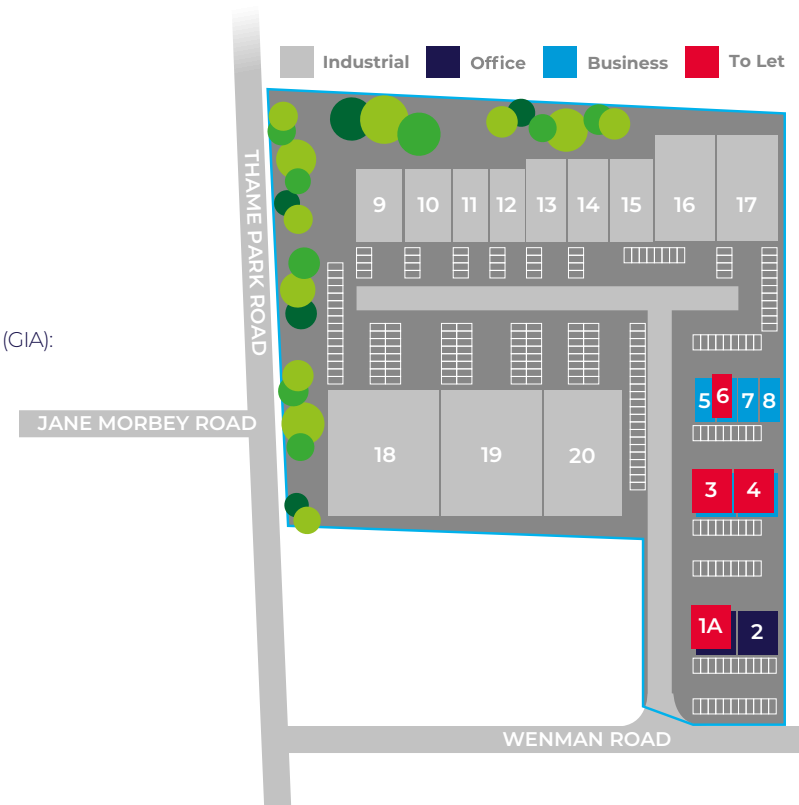 Industrial Office Business To Let
THAME PARK ROAD
9 10 11 12 13 14 15 16 17
(GIA):
5 6 7 8
JANE MORBEY ROAD
18 19 20
3 4
1A 2
WENMAN ROAD